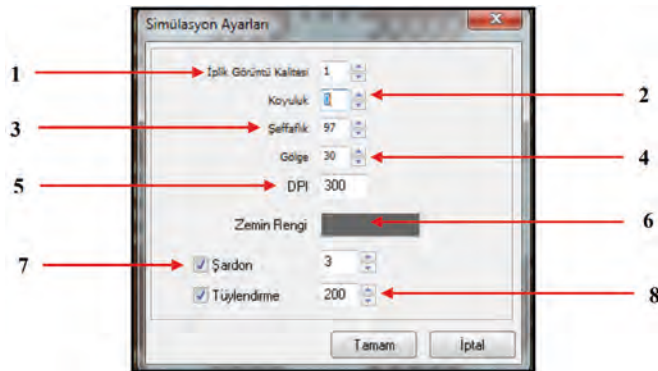 Simülasyon Ayarları
1 İplik Görüntü Kalitesi 1
Koyuluk 0 2
3 Şeffaflık 97
Gölge 30 4
5 DPI 300
Zemin Rengi 6
7 Şardon 3
Tüylendirme 200 8
Tamam İptal